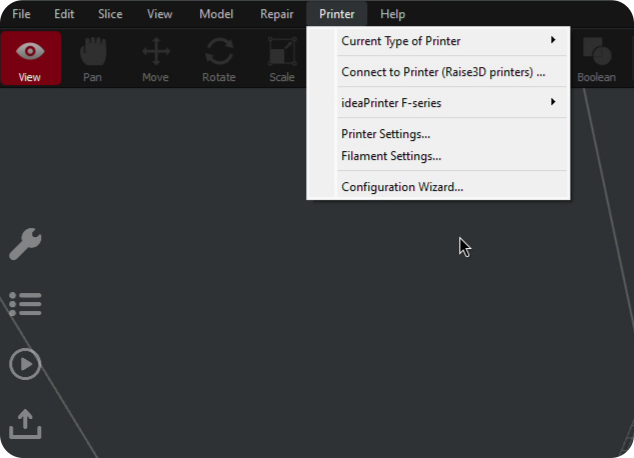 File Edit Slice View Model Repair Printer Help
View Pan Move Rotate Scale Boolean
Current Type of Printer
Connect to Printer (Raise3D printers) ...
ideaPrinter F-series
Printer Settings...
Filament Settings...
Configuration Wizard...